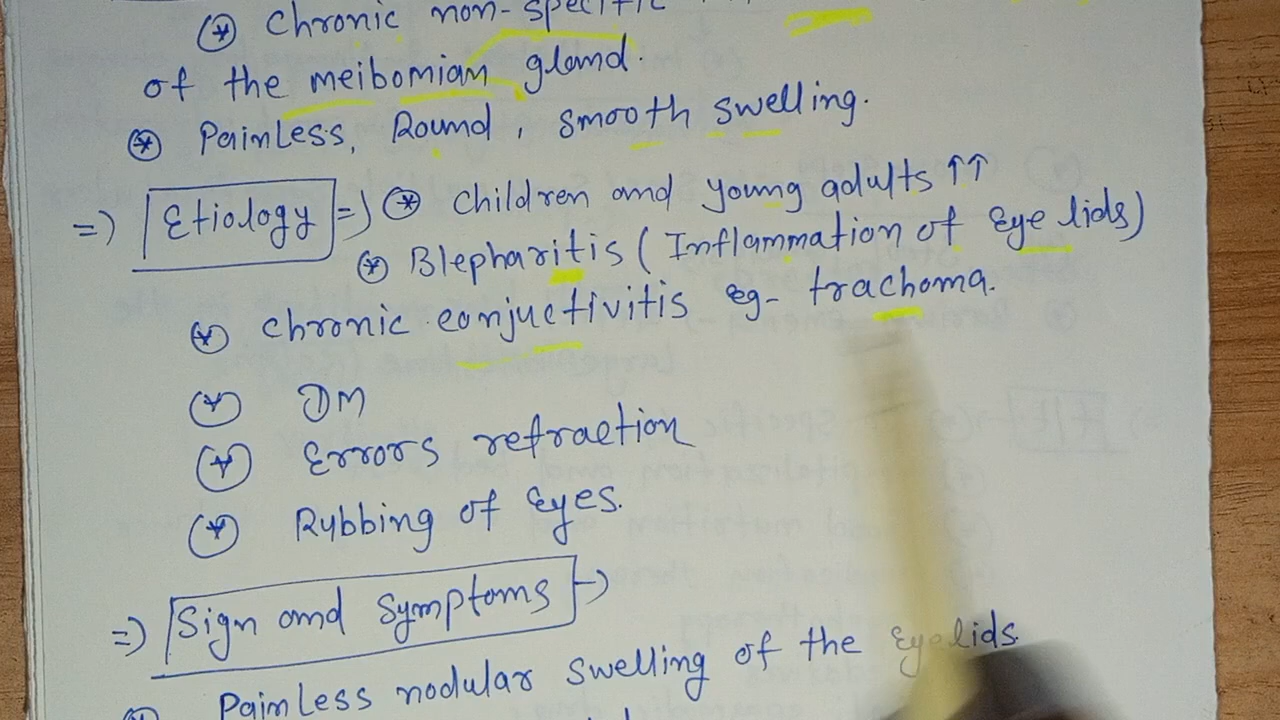 ⊛ Chronic non-specific
of the meibomian gland.
⊛ Painless, Round, smooth swelling.
=> Etiology => ⊛ children and young adults ↑↑
⊛ Blepharitis (Inflammation of Eye lids)
⊛ chronic conjuctivitis eg- trachoma.
⊛ DM
⊛ Errors refraction
⊛ Rubbing of Eyes.
=> Sign and Symptoms ->
Painless nodular swelling of the Eyelids.